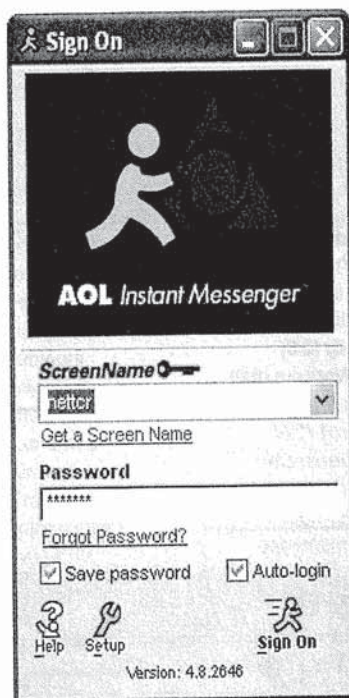 Sign On
AOL Instant Messenger
ScreenName
nettcr
Get a Screen Name
Password
*******
Forgot Password?
Save password Auto-login
Help Setup Sign On
Version: 4.8.2646